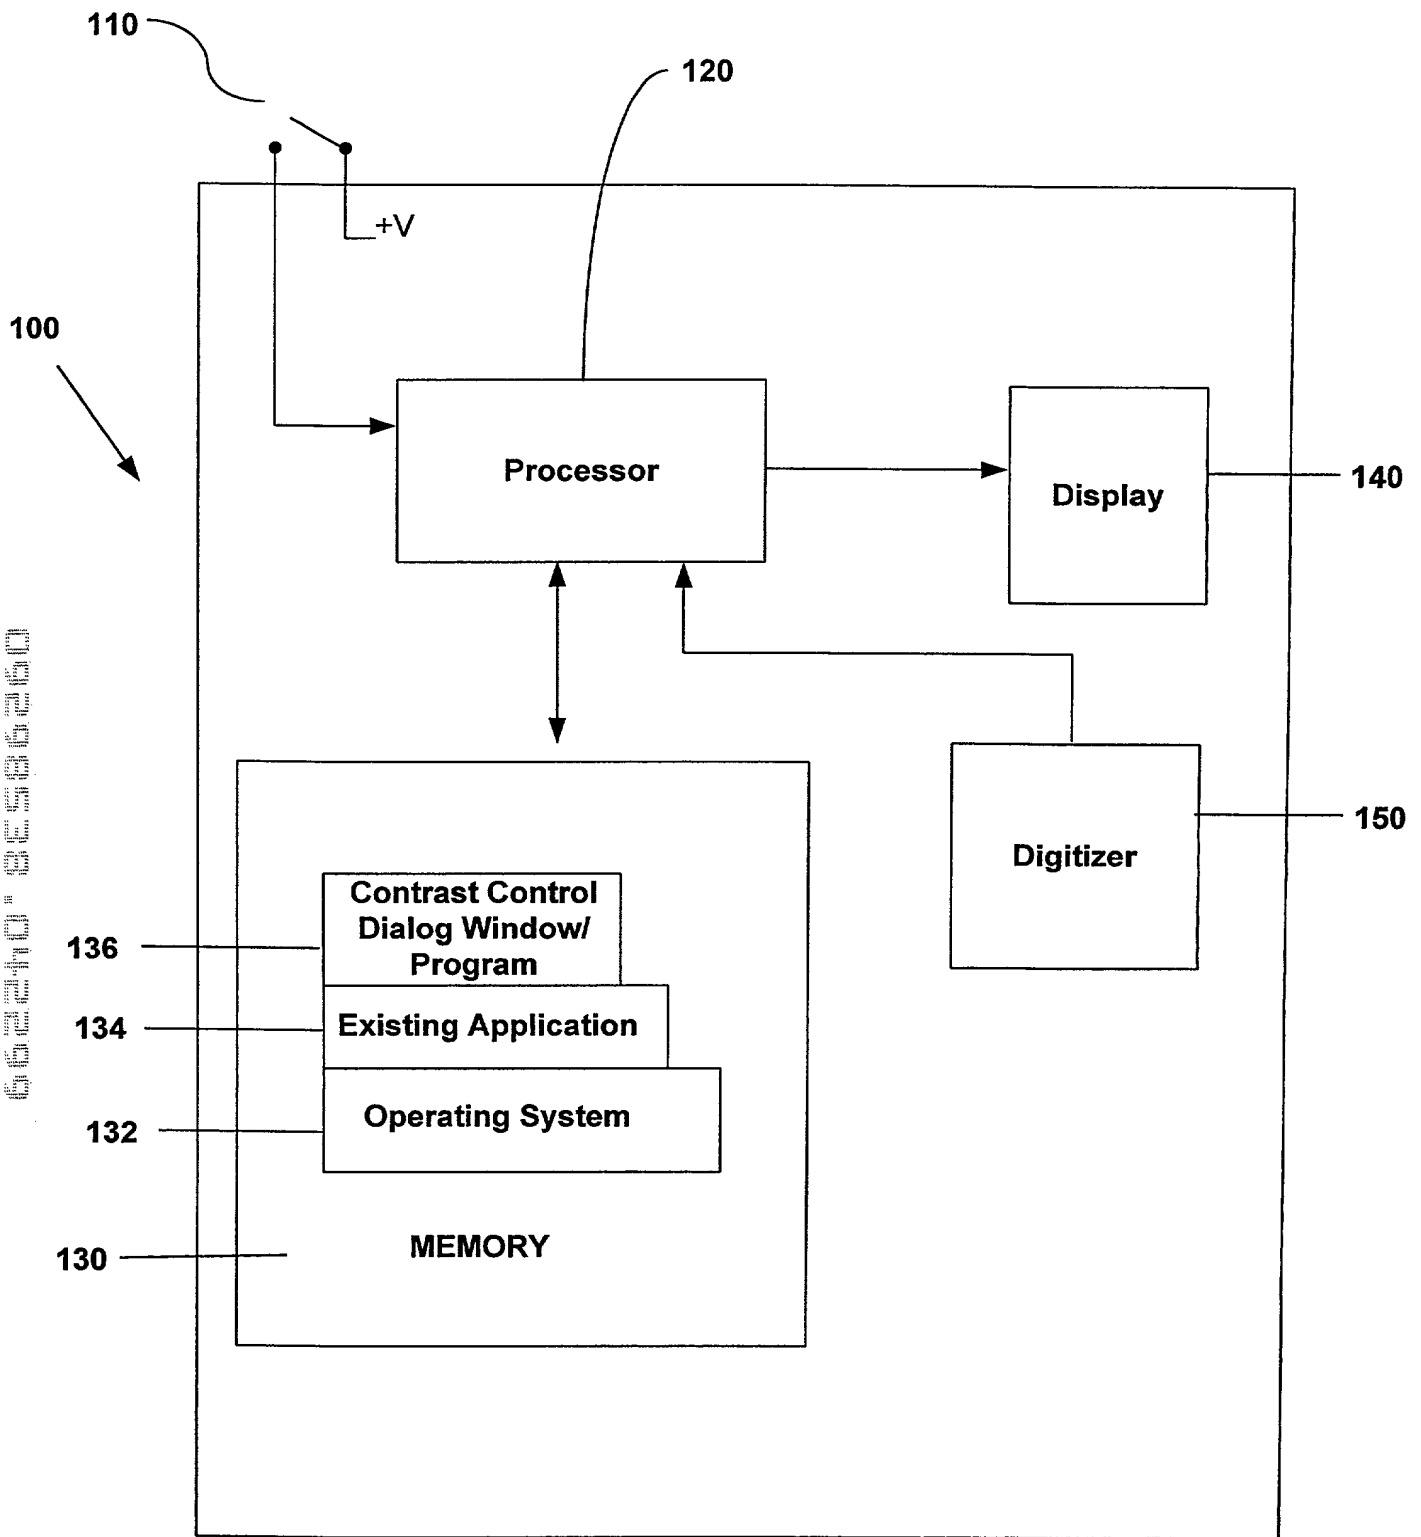 110
120
+V
100
Processor
Display
140
Digitizer
150
Contrast Control
Dialog Window/
Program
136
Existing Application
134
Operating System
132
MEMORY
130